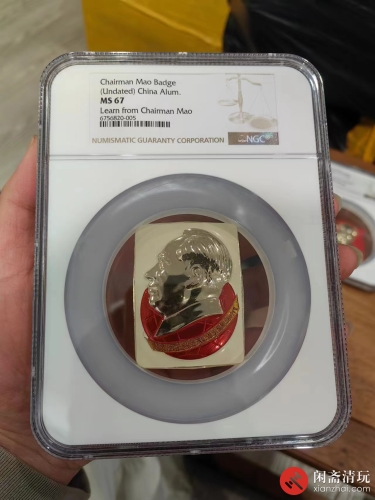 Chairman Mao Badge
(Undated) China Alum.
MS 67
Learn from Chairman Mao
6756820-005
NUMISMATIC GUARANTY CORPORATION
NGC
闲斋清玩
xianzhai.com